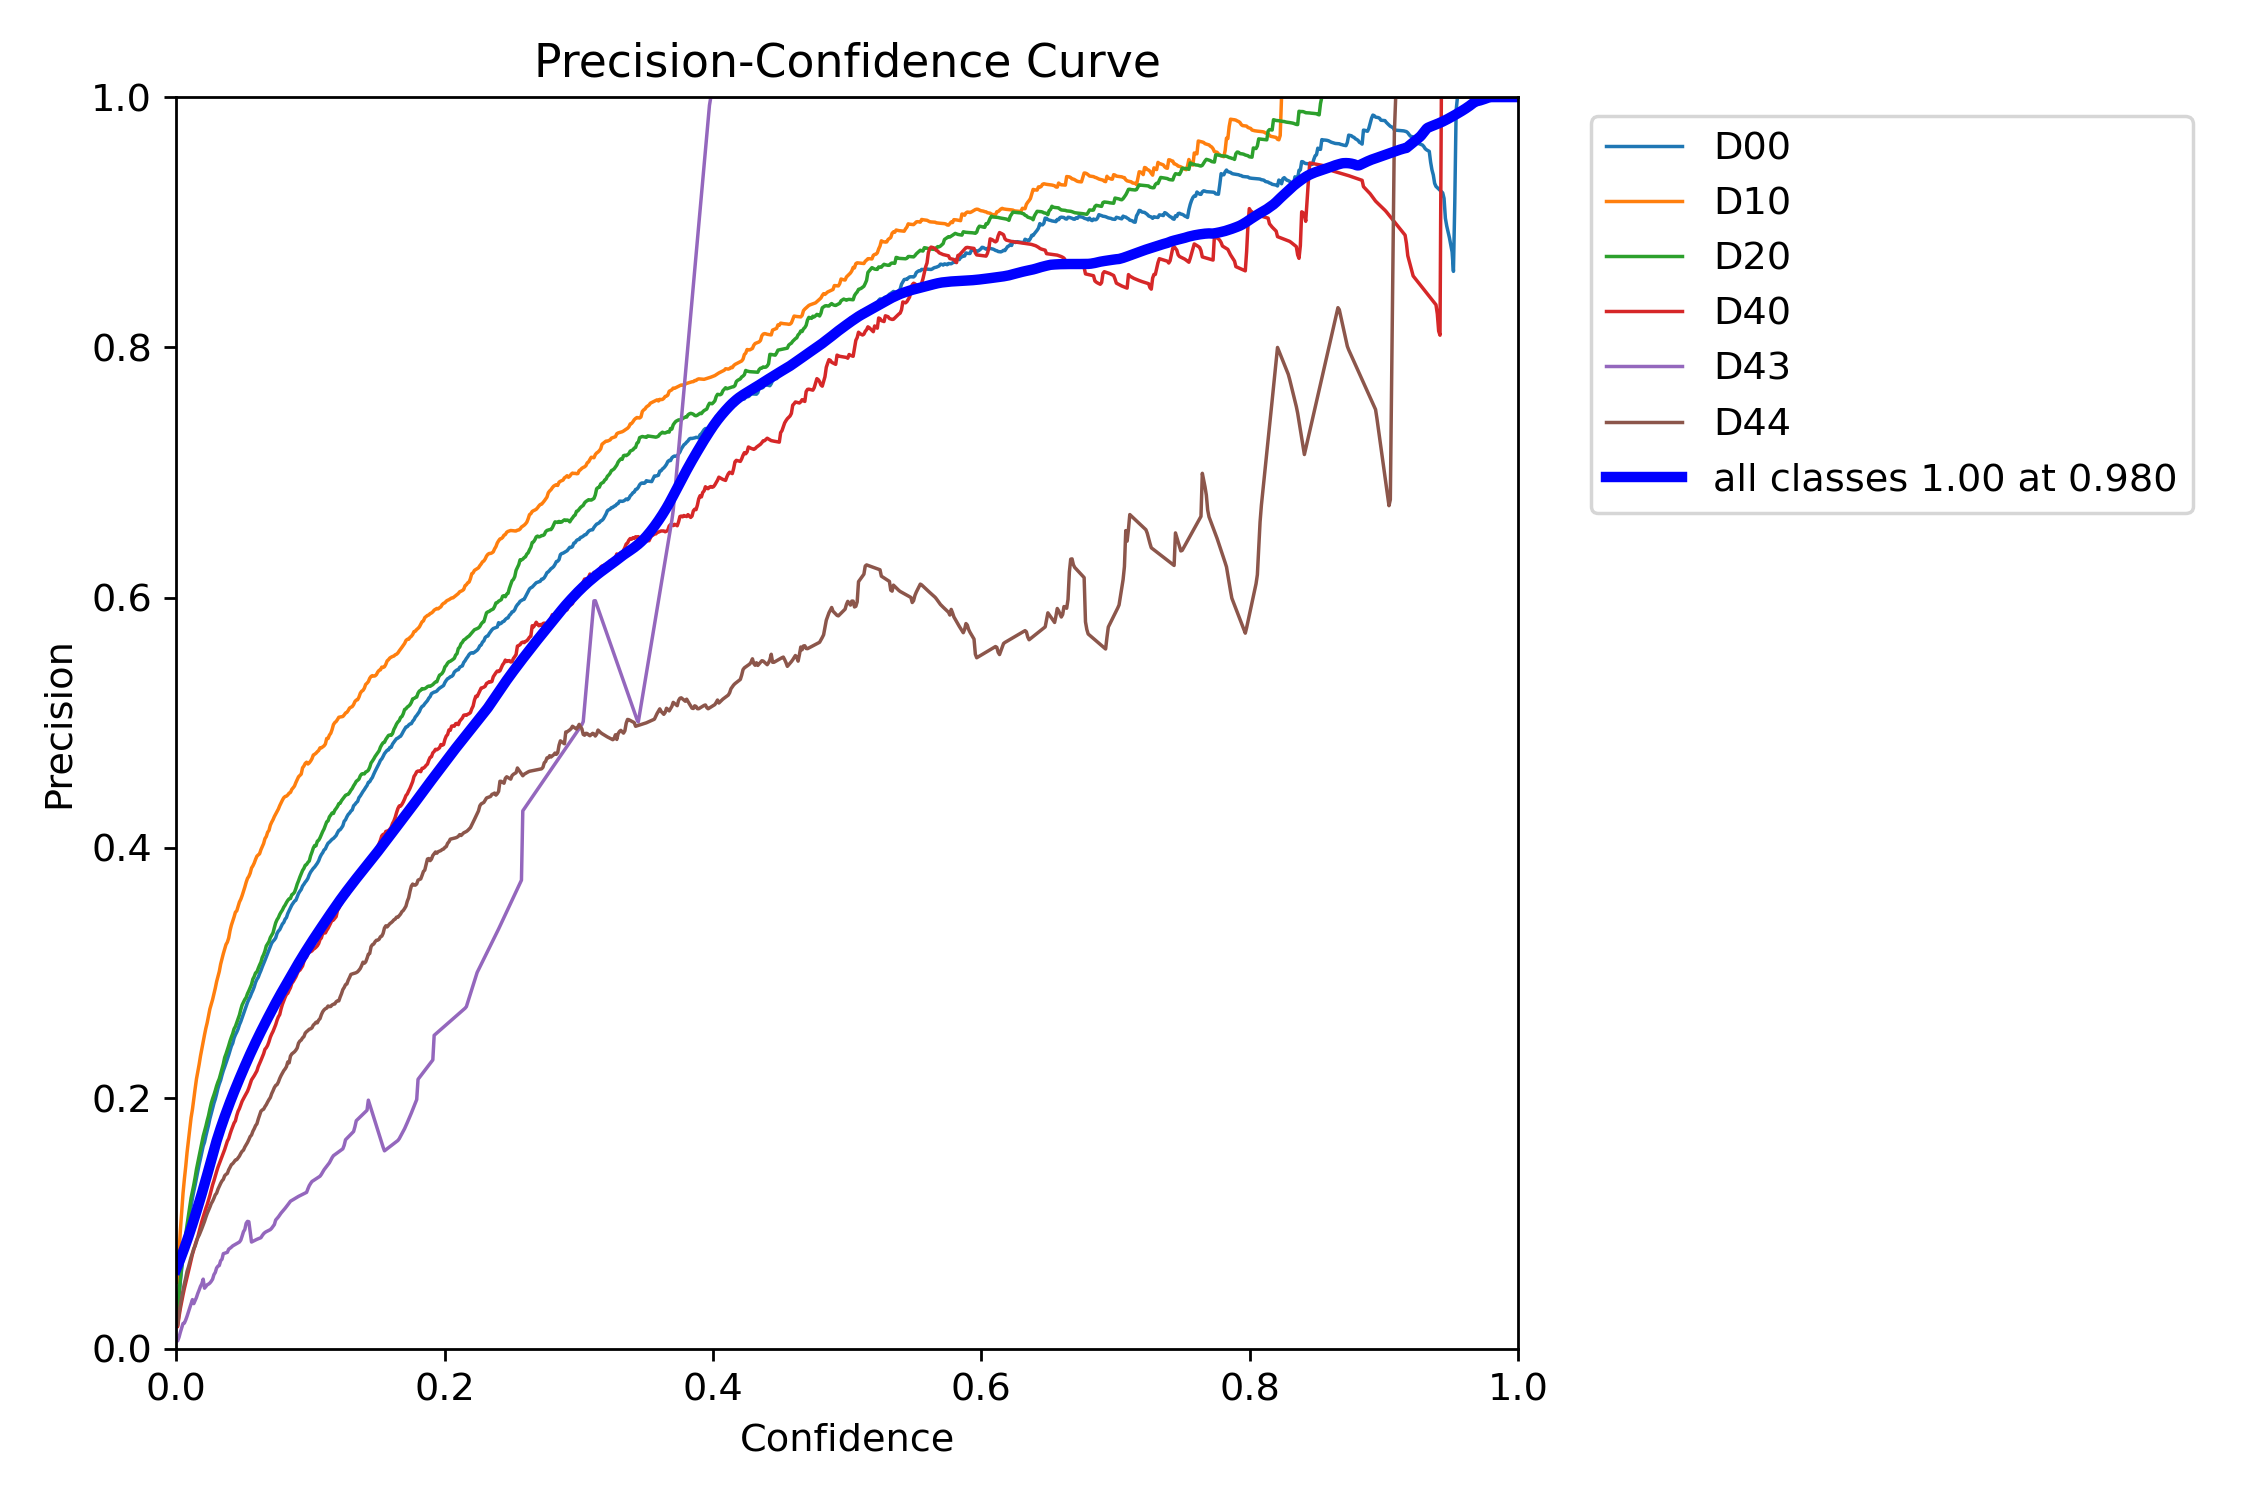 Precision-Confidence Curve
1.0
0.8
0.6
0.4
0.2
0.0
Precision
0.0 0.2 0.4 0.6 0.8 1.0
Confidence
D00
D10
D20
D40
D43
D44
all classes 1.00 at 0.980